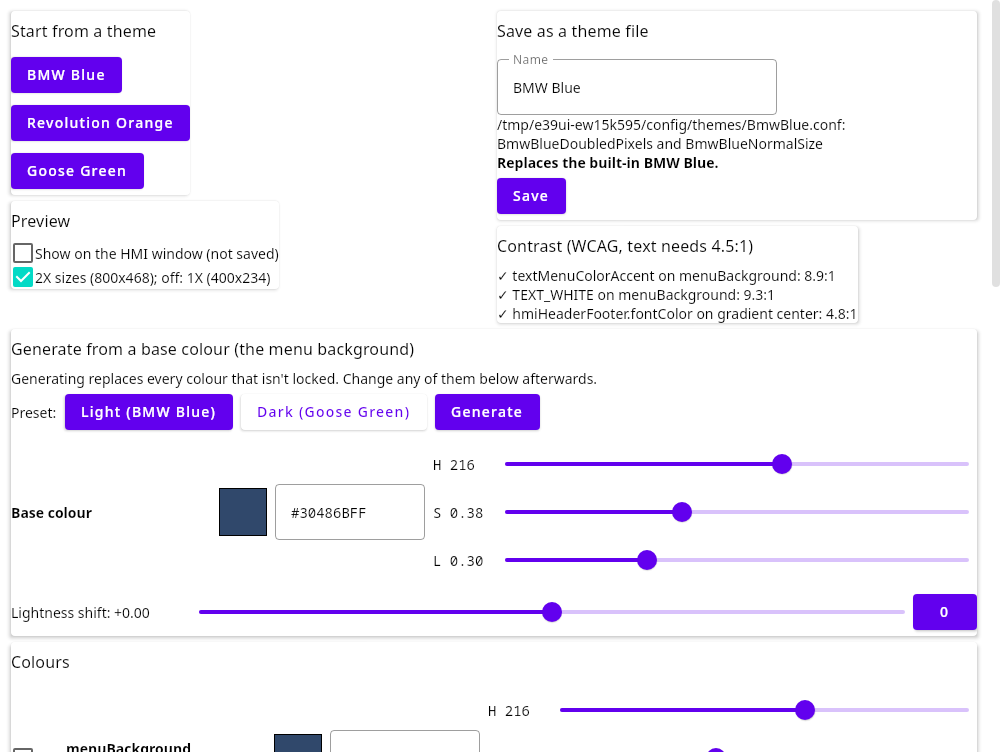 Start from a theme
BMW Blue
Revolution Orange
Goose Green
Preview
Show on the HMI window (not saved)
2X sizes (800x468); off: 1X (400x234)
Save as a theme file
Name
BMW Blue
/tmp/e39ui-ew15k595/config/themes/BmwBlue.conf:
BmwBlueDoubledPixels and BmwBlueNormalSize
Replaces the built-in BMW Blue.
Save
Contrast (WCAG, text needs 4.5:1)
✓ textMenuColorAccent on menuBackground: 8.9:1
✓ TEXT_WHITE on menuBackground: 9.3:1
✓ hmiHeaderFooter.fontColor on gradient center: 4.8:1
Generate from a base colour (the menu background)
Generating replaces every colour that isn't locked. Change any of them below afterwards.
Preset: Light (BMW Blue) Dark (Goose Green) Generate
H 216
Base colour #30486BFF S 0.38
L 0.30
Lightness shift: +0.00 0
Colours
H 216
menuBackground